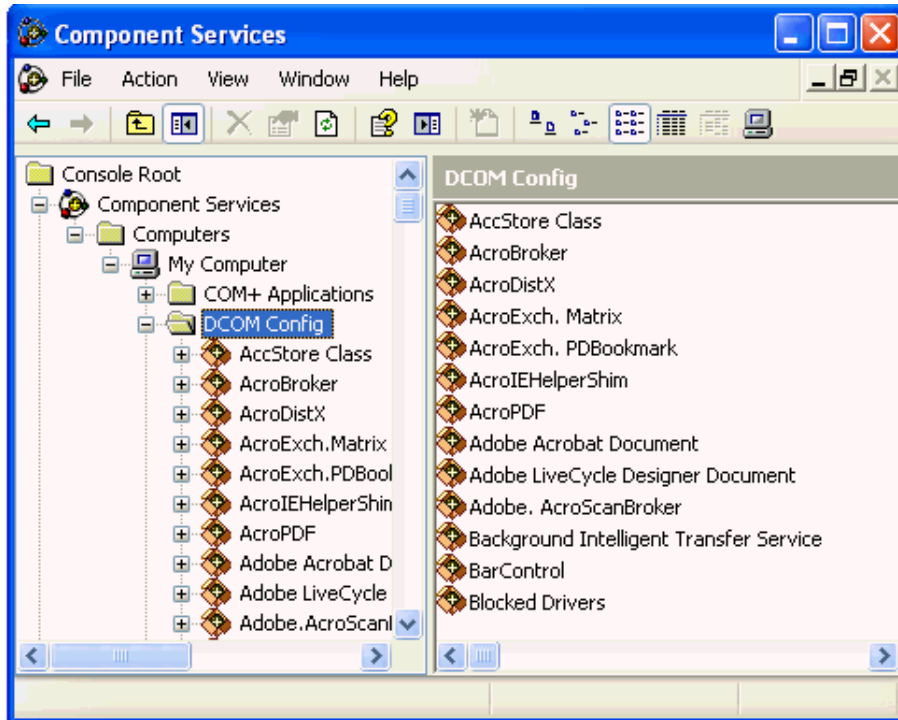 Component Services
File Action View Window Help
Console Root
Component Services
Computers
My Computer
COM+ Applications
DCOM Config
AccStore Class
AcroBroker
AcroDistX
AcroExch.Matrix
AcroExch.PDBool
AcroIEHelperShin
AcroPDF
Adobe Acrobat D
Adobe LiveCycle
Adobe.AcroScanl
DCOM Config
AccStore Class
AcroBroker
AcroDistX
AcroExch. Matrix
AcroExch. PDBookmark
AcroIEHelperShim
AcroPDF
Adobe Acrobat Document
Adobe LiveCycle Designer Document
Adobe. AcroScanBroker
Background Intelligent Transfer Service
BarControl
Blocked Drivers